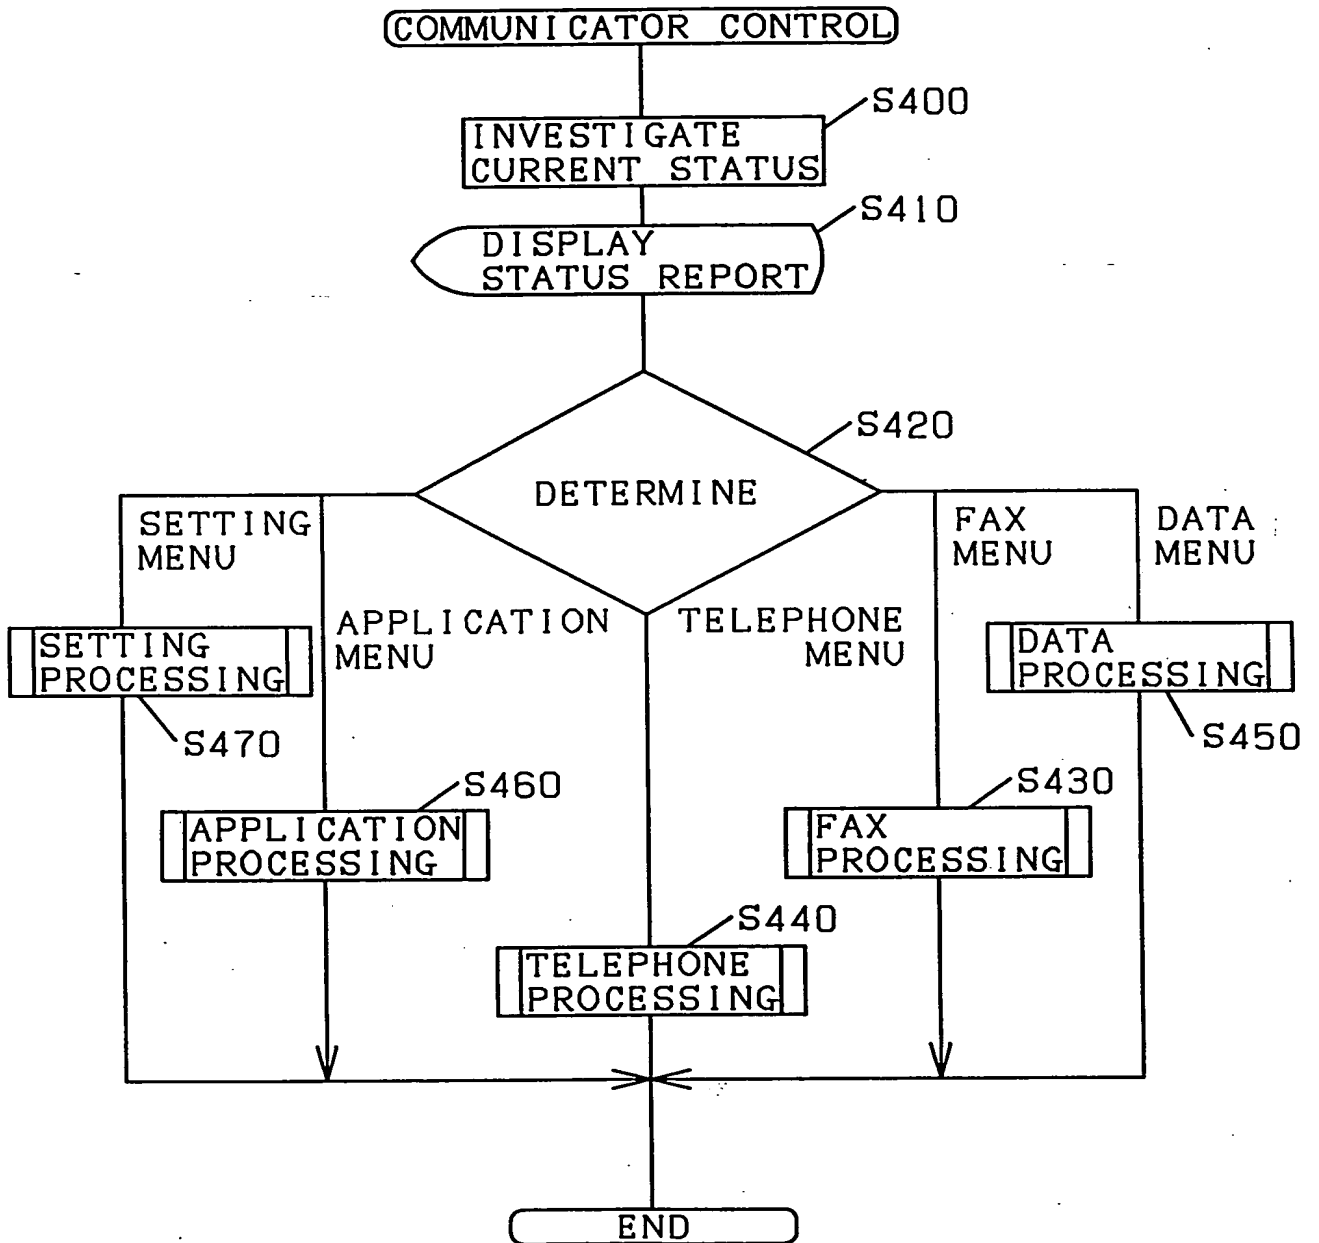 COMMUNICATOR CONTROL
S400
INVESTIGATE
CURRENT STATUS
S410
DISPLAY
STATUS REPORT
S420
DETERMINE
SETTING
MENU
FAX
MENU
DATA
MENU
APPLICATION
MENU
TELEPHONE
MENU
SETTING
PROCESSING
DATA
PROCESSING
S470
S450
S460
S430
APPLICATION
PROCESSING
FAX
PROCESSING
S440
TELEPHONE
PROCESSING
END